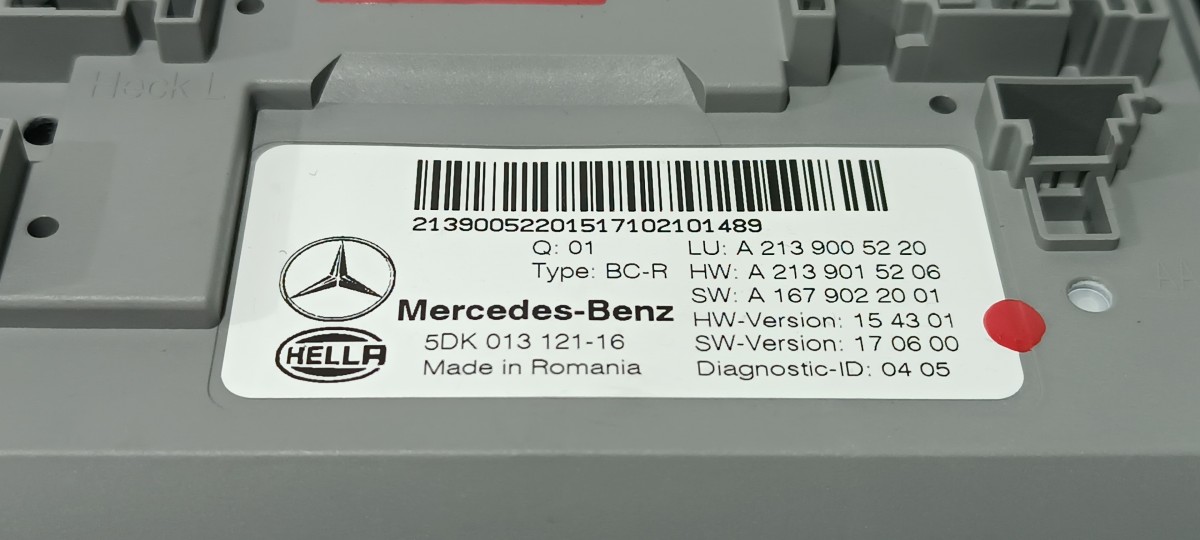 Heck L
21390052201517102101489
Q: 01
Type: BC-R
LU: A 213 900 52 20
HW: A 213 901 52 06
SW: A 167 902 20 01
HW-Version: 15 43 01
SW-Version: 17 06 00
Diagnostic-ID: 04 05
Mercedes-Benz
HELLA
5DK 013 121-16
Made in Romania